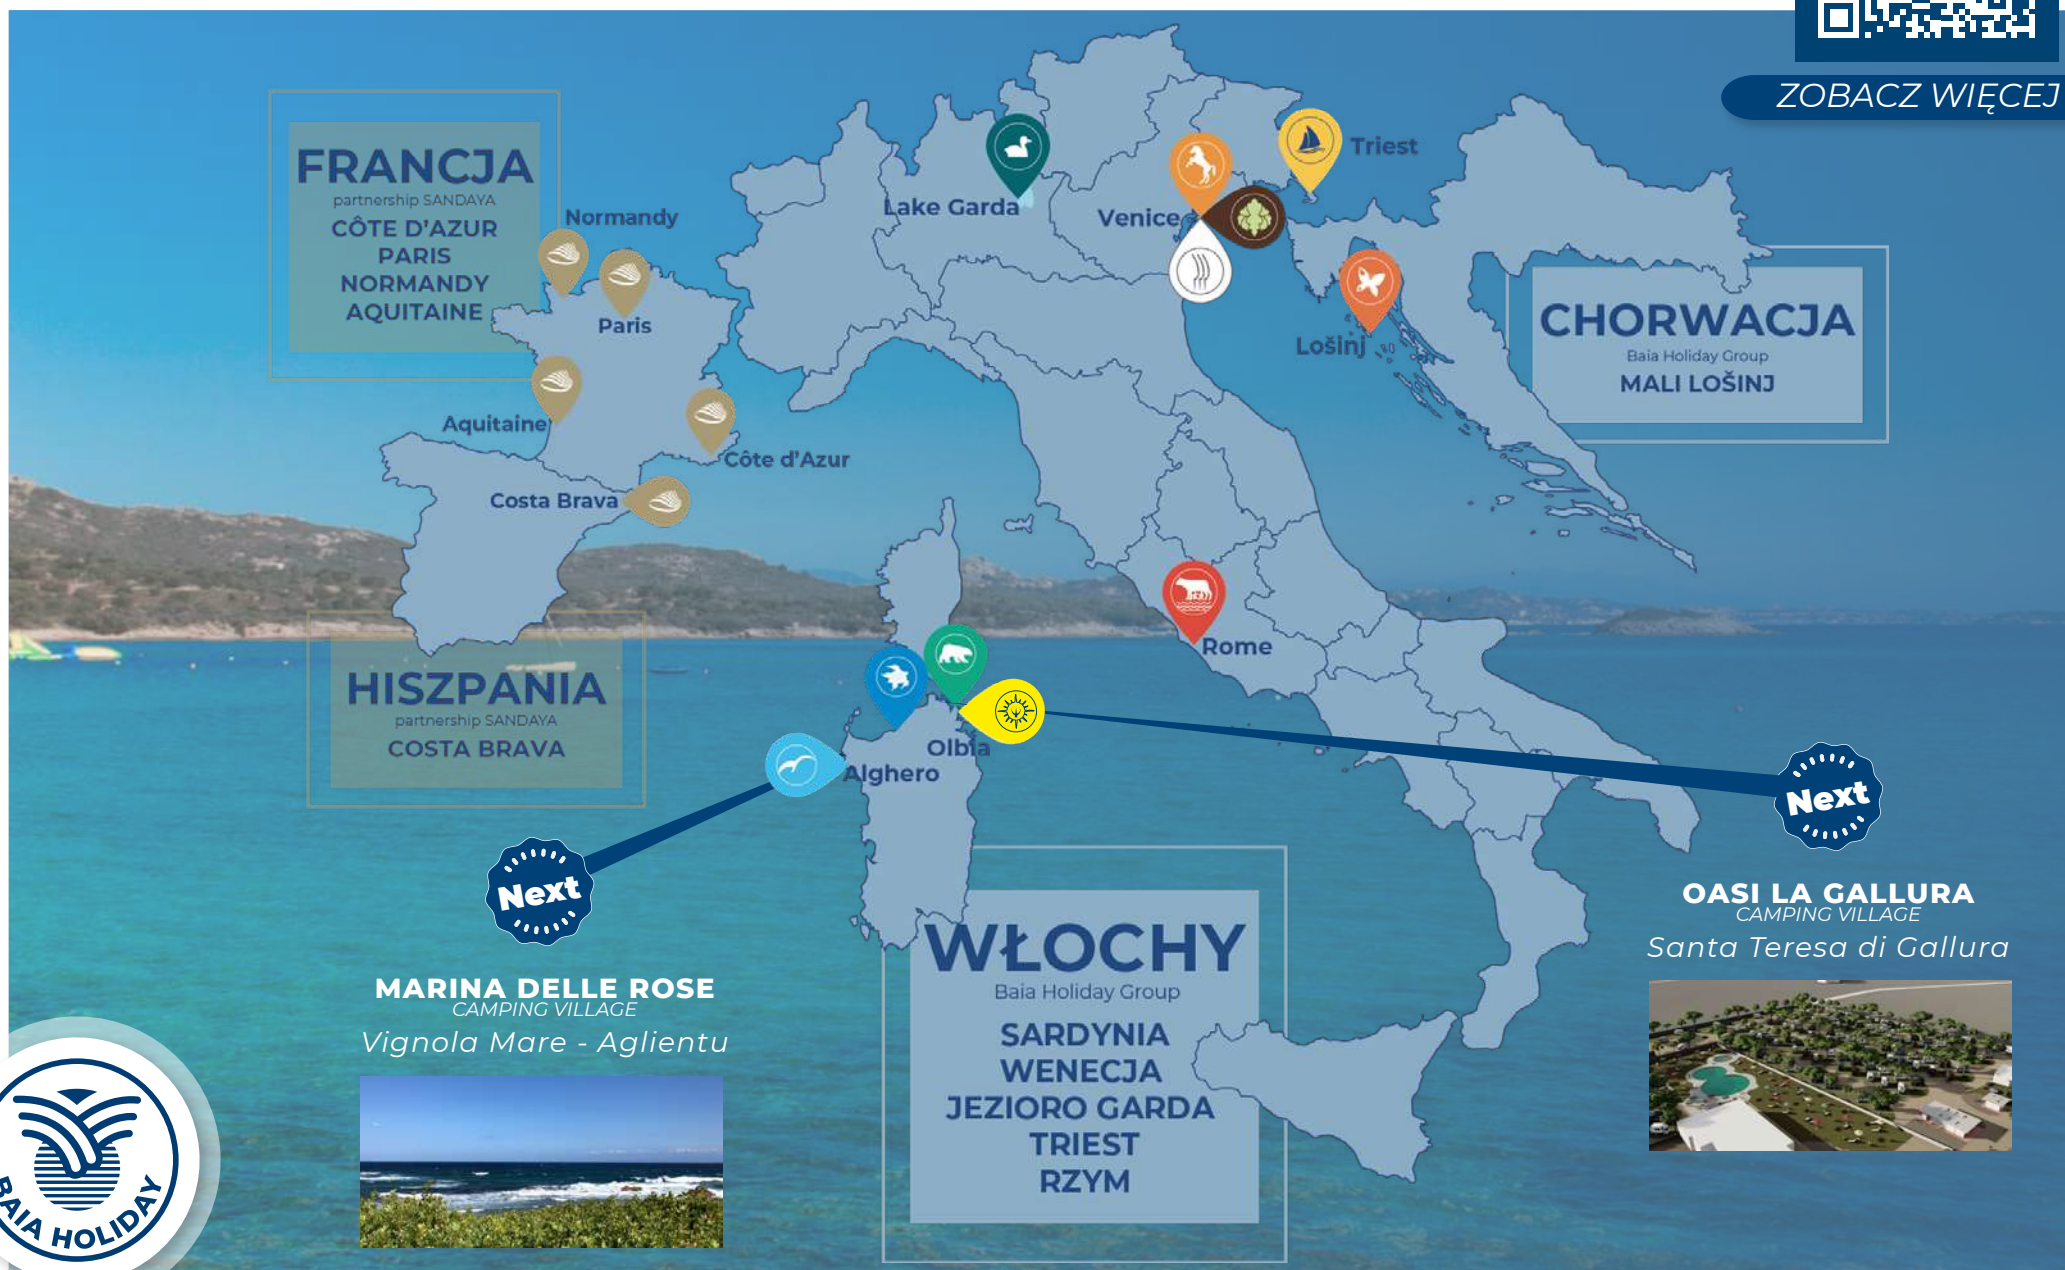 ZOBACZ WIĘCEJ
FRANCJA
partnership SANDAYA
CÔTE D'AZUR
PARIS
NORMANDY
AQUITAINE
Normandy
Paris
Aquitaine
Côte d'Azur
Costa Brava
Lake Garda
Venice
Triest
Lošinj
CHORWACJA
Baia Holiday Group
MALI LOŠINJ
Rome
HISZPANIA
partnership SANDAYA
COSTA BRAVA
Olbia
Alghero
Next
Next
MARINA DELLE ROSE
CAMPING VILLAGE
Vignola Mare - Aglientu
WŁOCHY
Baia Holiday Group
SARDYNIA
WENECJA
JEZIORO GARDA
TRIEST
RZYM
OASI LA GALLURA
CAMPING VILLAGE
Santa Teresa di Gallura
BAIA HOLIDAY